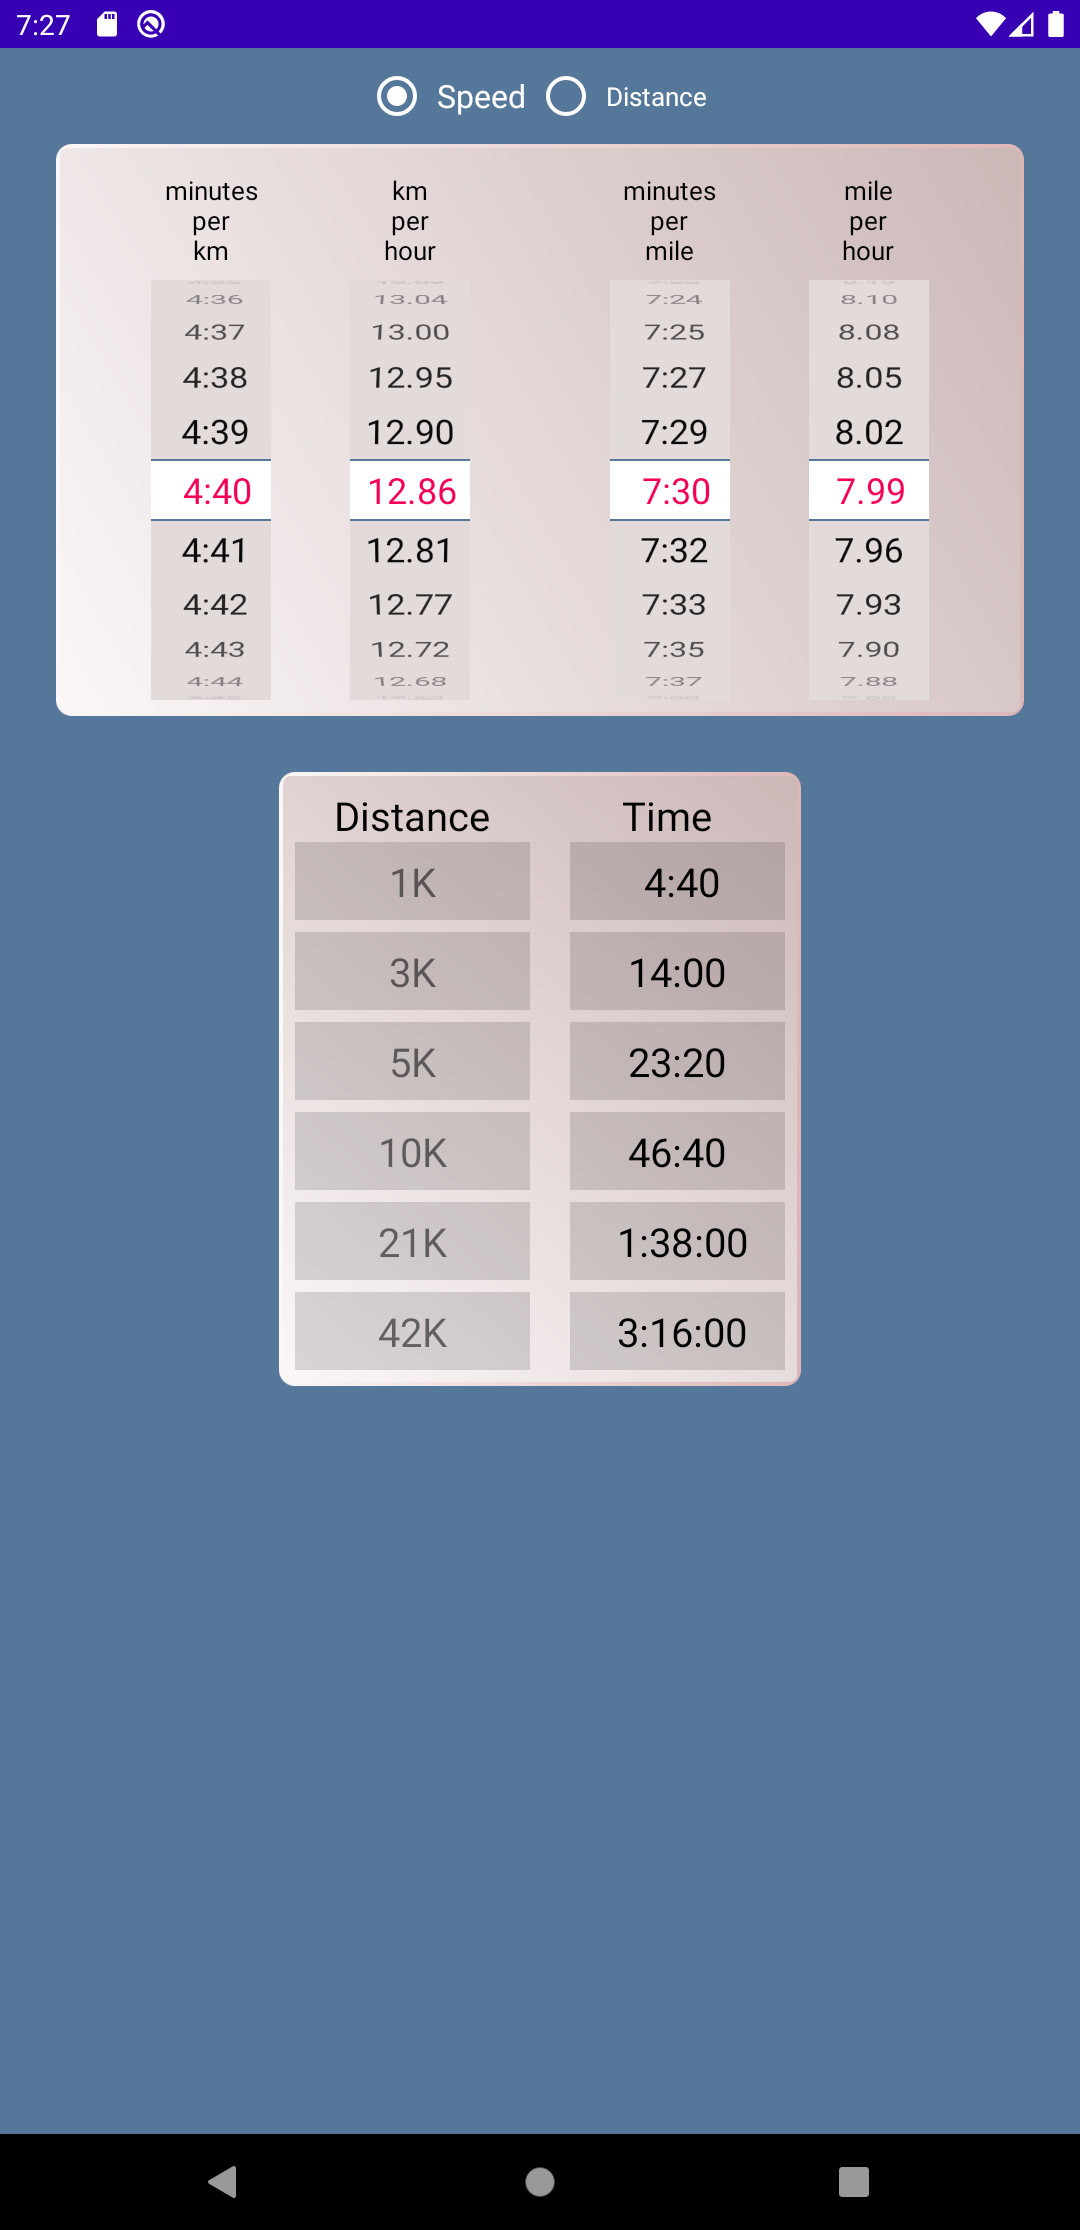 7:27
Speed Distance
minutes per km
km per hour
minutes per mile
mile per hour
4:36 13.04 7:24 8.10
4:37 13.00 7:25 8.08
4:38 12.95 7:27 8.05
4:39 12.90 7:29 8.02
4:40 12.86 7:30 7.99
4:41 12.81 7:32 7.96
4:42 12.77 7:33 7.93
4:43 12.72 7:35 7.90
4:44 12.68 7:37 7.88
Distance Time
1K 4:40
3K 14:00
5K 23:20
10K 46:40
21K 1:38:00
42K 3:16:00